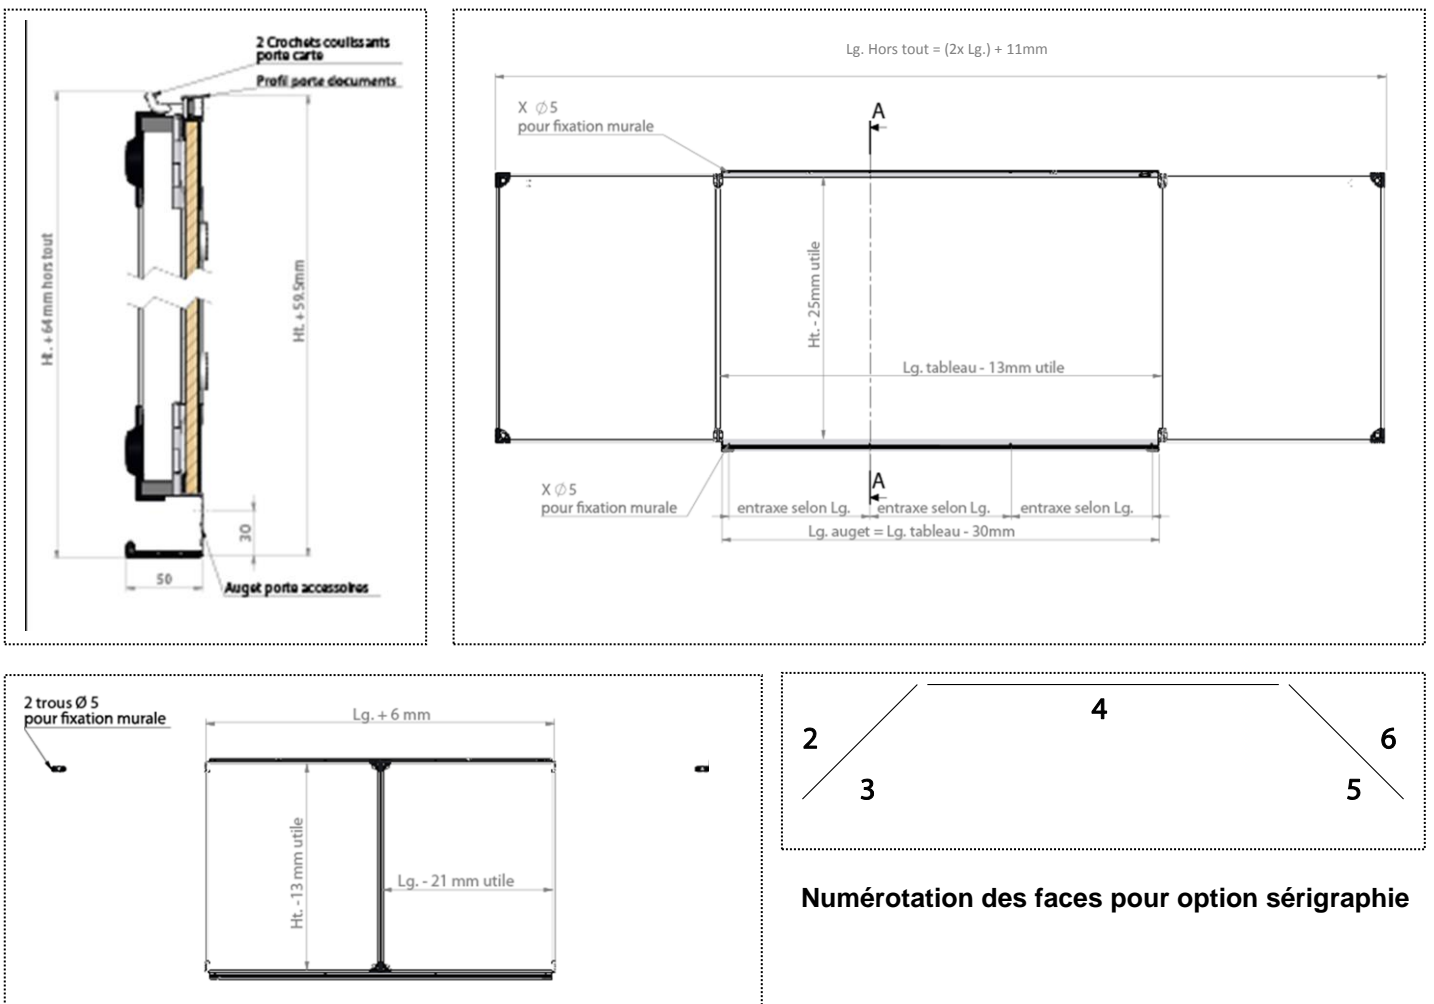 2 Crochets coulissants
porte carte
Profil porte documents
Ht. + 64 mm hors tout
Ht. + 59.5mm
30
50
Auget porte accessoires
Lg. Hors tout = (2x Lg.) + 11mm
X ∅5
pour fixation murale
A
Ht. - 25mm utile
Lg. tableau - 13mm utile
X ∅5
pour fixation murale
A
entraxe selon Lg. entraxe selon Lg. entraxe selon Lg.
Lg. auget = Lg. tableau - 30mm
2 trous Ø 5
pour fixation murale
Lg. + 6 mm
Ht. - 13 mm utile
Lg. - 21 mm utile
4
2
6
3
5
Numérotation des faces pour option sérigraphie